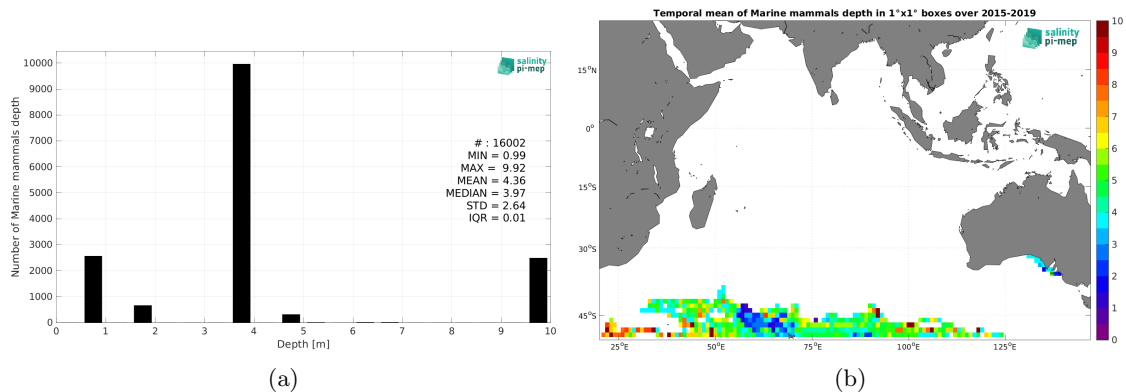 salinity
pi-mep
Number of Marine mammals depth
10000
9000
8000
7000
6000
5000
4000
3000
2000
1000
0
# : 16002
MIN = 0.99
MAX = 9.92
MEAN = 4.36
MEDIAN = 3.97
STD = 2.64
IQR = 0.01
0 1 2 3 4 5 6 7 8 9 10
Depth [m]
(a)
Temporal mean of Marine mammals depth in 1°x1° boxes over 2015-2019
salinity
pi-mep
15°N
0°
15°S
30°S
45°S
25°E 50°E 75°E 100°E 125°E
10
9
8
7
6
5
4
3
2
1
0
(b)